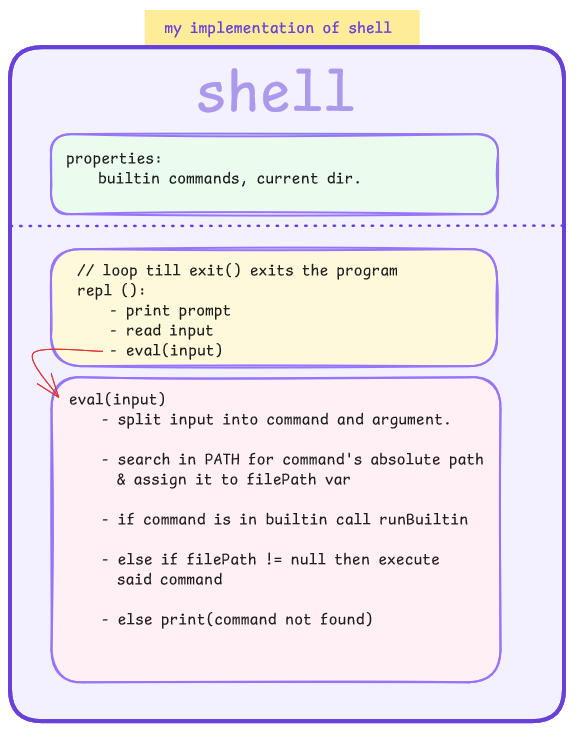 my implementation of shell
shell
properties:
builtin commands, current dir.
// loop till exit() exits the program
repl ():
- print prompt
- read input
- eval(input)
eval(input)
- split input into command and argument.
- search in PATH for command's absolute path
& assign it to filePath var
- if command is in builtin call runBuiltin
- else if filePath != null then execute
said command
- else print(command not found)